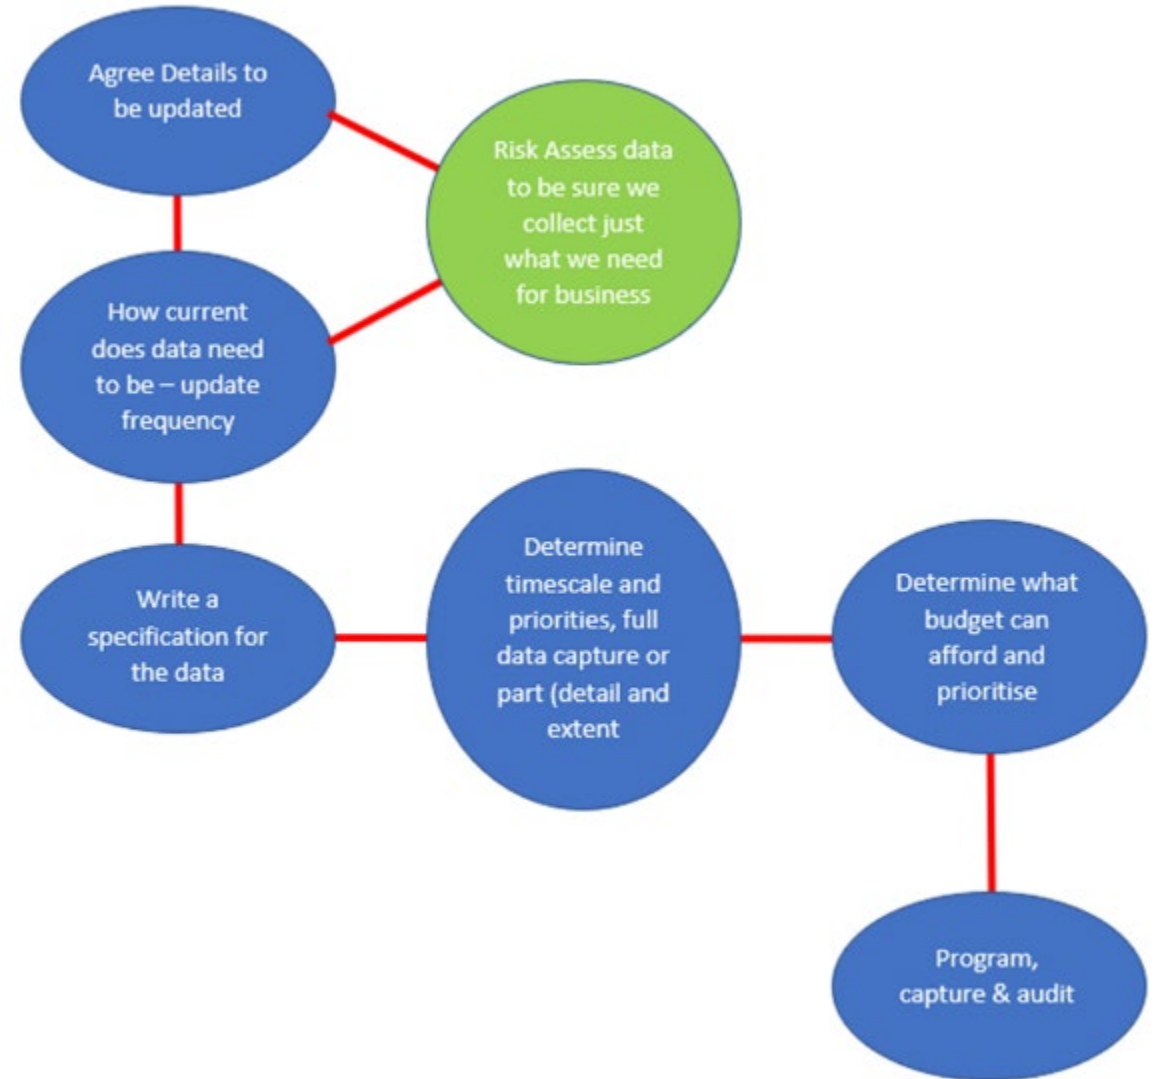 Agree Details to
be updated
Risk Assess data
to be sure we
collect just
what we need
for business
How current
does data need
to be – update
frequency
Write a
specification for
the data
Determine
timescale and
priorities, full
data capture or
part (detail and
extent
Determine what
budget can
afford and
prioritise
Program,
capture & audit